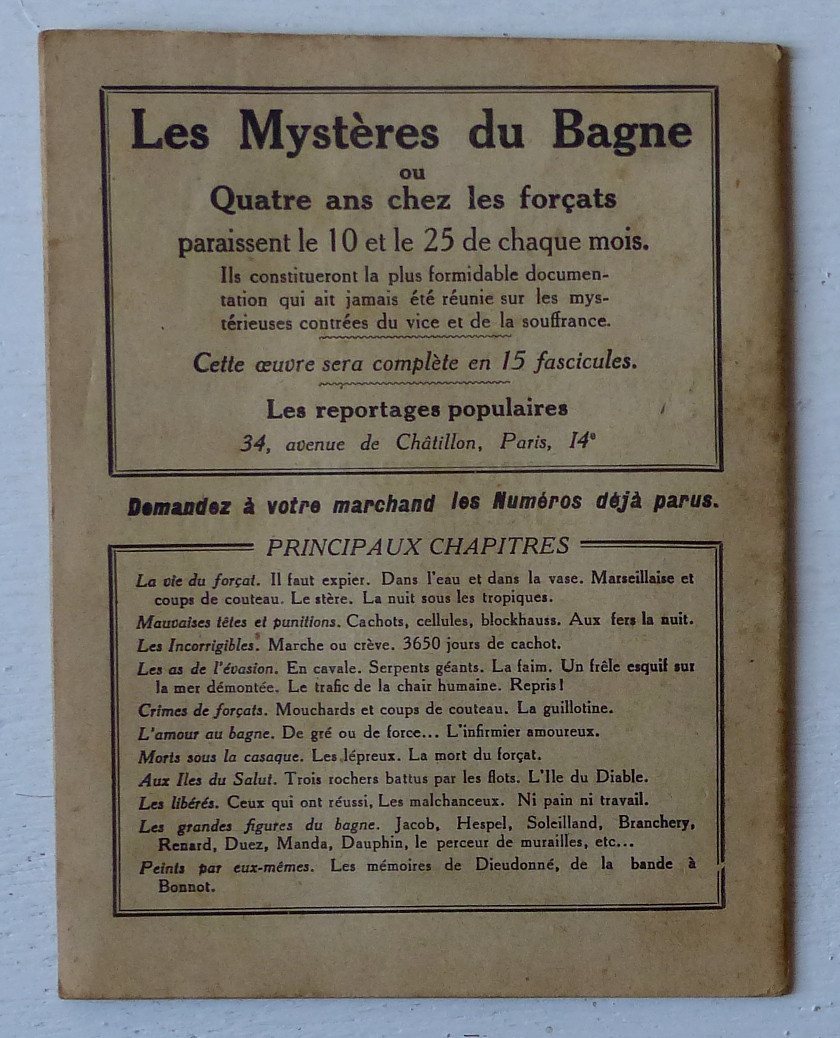 Les Mystères du Bagne
ou
Quatre ans chez les forçats
paraissent le 10 et le 25 de chaque mois.
Ils constitueront la plus formidable documen-
tation qui ait jamais été réunie sur les mys-
térieuses contrées du vice et de la souffrance.
Cette œuvre sera complète en 15 fascicules.
Les reportages populaires
34, avenue de Châtillon, Paris, 14e
Demandez à votre marchand les Numéros déjà parus.
PRINCIPAUX CHAPITRES
La vie du forçat. Il faut expier. Dans l'eau et dans la vase. Marseillaise et
coups de couteau. Le stère. La nuit sous les tropiques.
Mauvaises têtes et punitions. Cachots, cellules, blockhauss. Aux fers la nuit.
Les Incorrigibles. Marche ou crève. 3650 jours de cachot.
Les as de l'évasion. En cavale. Serpents géants. La faim. Un frêle esquif sur
la mer démontée. Le trafic de la chair humaine. Repris!
Crimes de forçats. Mouchards et coups de couteau. La guillotine.
L'amour au bagne. De gré ou de force... L'infirmier amoureux.
Morts sous la casaque. Les lépreux. La mort du forçat.
Aux Iles du Salut. Trois rochers battus par les flots. L'Ile du Diable.
Les libérés. Ceux qui ont réussi, Les malchanceux. Ni pain ni travail.
Les grandes figures du bagne. Jacob, Hespel, Soleilland, Branchery,
Renard, Duez, Manda, Dauphin, le perceur de murailles, etc...
Peints par eux-mêmes. Les mémoires de Dieudonné, de la bande à
Bonnot.